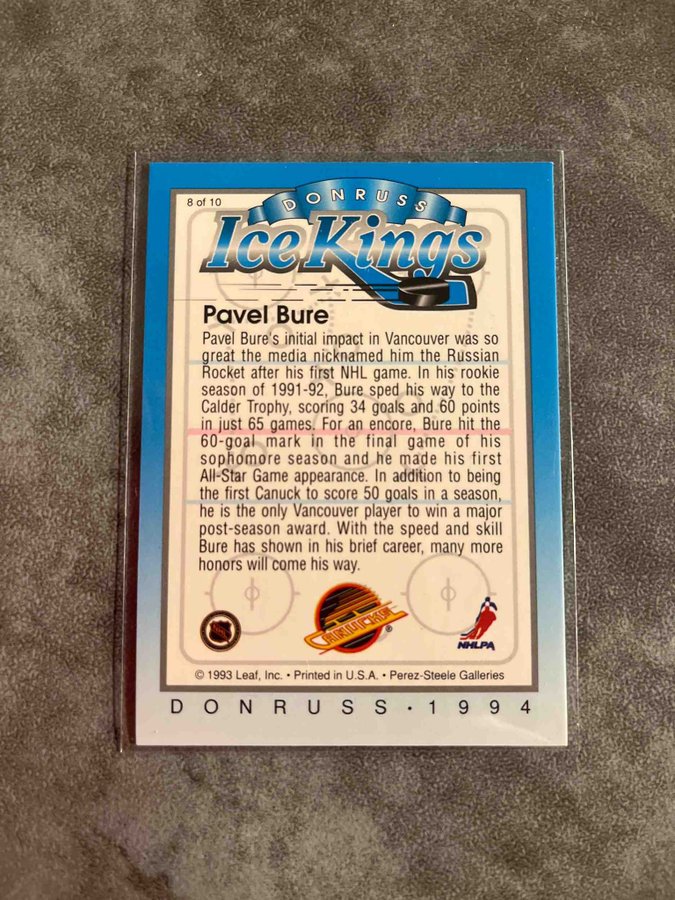 8 of 10
DONRUSS
Ice Kings
Pavel Bure
Pavel Bure's initial impact in Vancouver was so
great the media nicknamed him the Russian
Rocket after his first NHL game. In his rookie
season of 1991-92, Bure sped his way to the
Calder Trophy, scoring 34 goals and 60 points
in just 65 games. For an encore, Bure hit the
60-goal mark in the final game of his
sophomore season and he made his first
All-Star Game appearance. In addition to being
the first Canuck to score 50 goals in a season,
he is the only Vancouver player to win a major
post-season award. With the speed and skill
Bure has shown in his brief career, many more
honors will come his way.
NHL
CANUCKS ®
NHLPA
© 1993 Leaf, Inc. • Printed in U.S.A. • Perez-Steele Galleries
DONRUSS • 1994